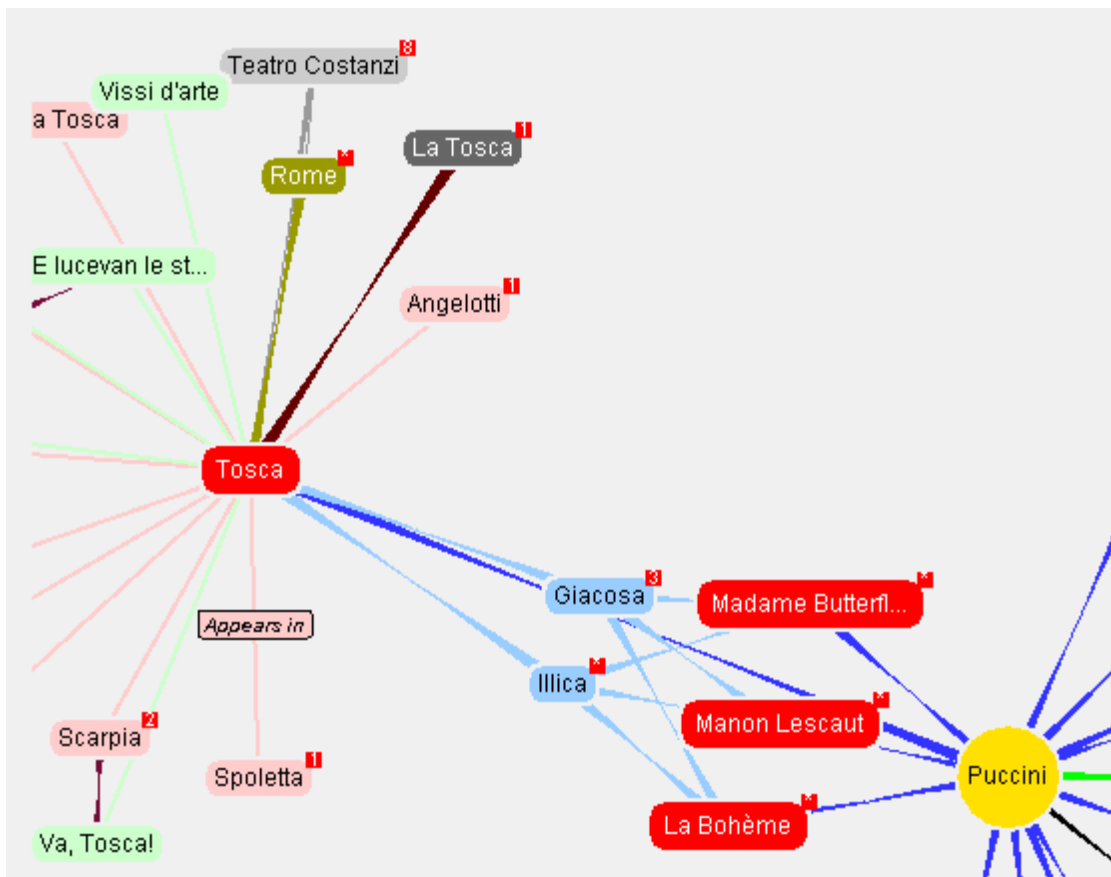 Teatro Costanzi
8
Vissi d'arte
a Tosca
La Tosca
1
Rome
*
E lucevan le st...
Angelotti
1
Tosca
Giacosa
3
Madame Butterfl...
*
Appears in
Illica
*
Manon Lescaut
*
Scarpia
2
Spoletta
1
Puccini
La Bohème
*
Va, Tosca!